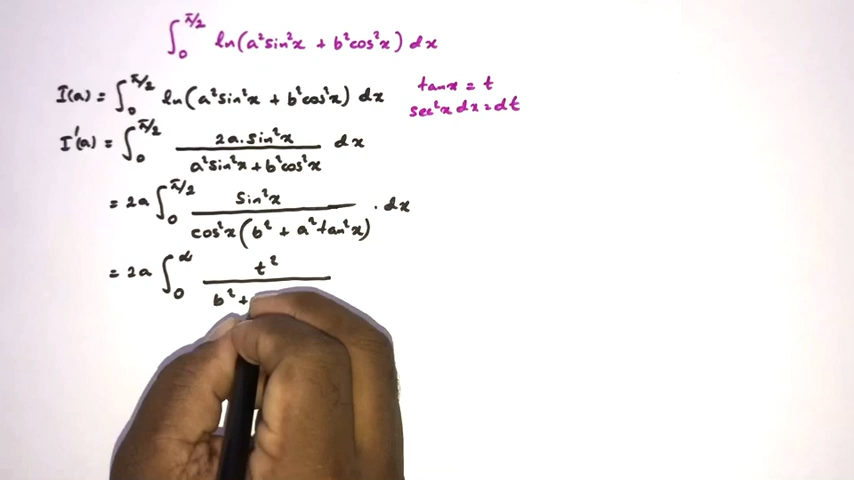 ∫₀^(π/2) ln(a²sin²x + b²cos²x) dx
I(a) = ∫₀^(π/2) ln(a²sin²x + b²cos²x) dx
tanx = t
sec²x dx = dt
I'(a) = ∫₀^(π/2) (2a.sin²x)/(a²sin²x + b²cos²x) dx
= 2a ∫₀^(π/2) (sin²x)/(cos²x(b² + a²tan²x)) . dx
= 2a ∫₀^∞ (t²)/(b² +